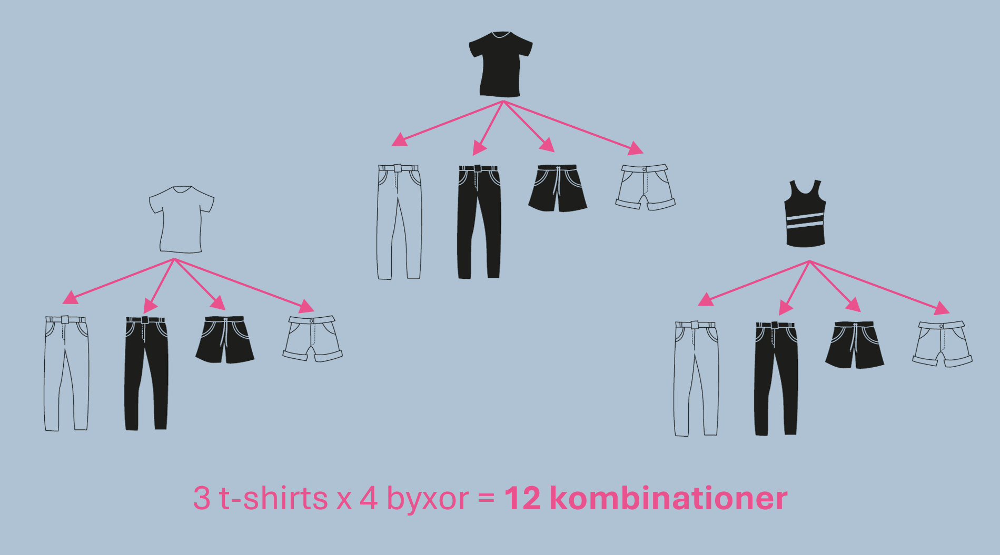 3 t-shirts x 4 byxor = 12 kombinationer